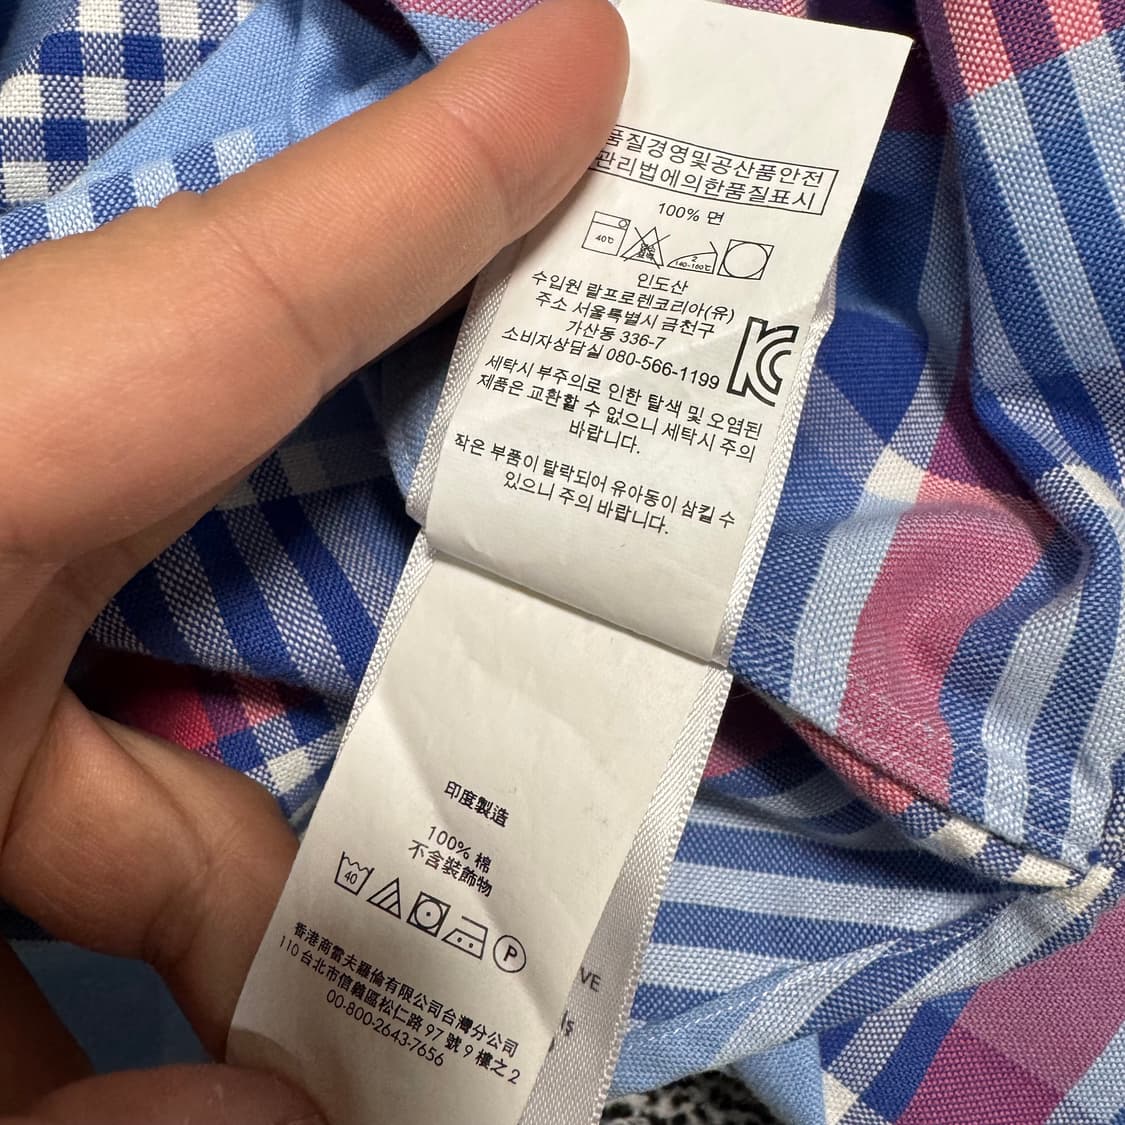 품질경영및공산품안전
관리법에의한품질표시
100% 면
40℃
2
140-160℃
인도산
수입원 랄프로렌코리아(유)
주소 서울특별시 금천구
가산동 336-7
소비자상담실 080-566-1199
세탁시 부주의로 인한 탈색 및 오염된
제품은 교환할 수 없으니 세탁시 주의
바랍니다.
작은 부품이 탈락되어 유아동이 삼킬 수
있으니 주의 바랍니다.
印度製造
100% 棉
不含裝飾物
40
P
香港商雷夫羅倫有限公司台灣分公司
110 台北市信義區松仁路 97 號 9 樓之 2
00-800-2643-7656
VE
ls